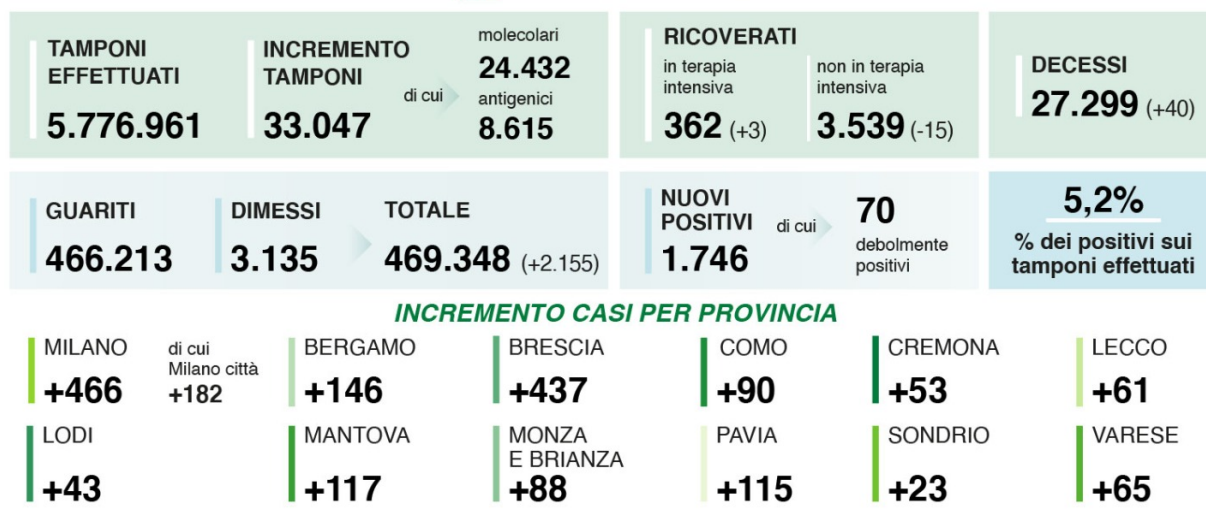 TAMPONI
EFFETTUATI
5.776.961
INCREMENTO
TAMPONI
33.047
di cui
molecolari
24.432
antigenici
8.615
RICOVERATI
in terapia
intensiva
362 (+3)
non in terapia
intensiva
3.539 (-15)
DECESSI
27.299 (+40)
GUARITI
466.213
DIMESSI
3.135
TOTALE
469.348 (+2.155)
NUOVI
POSITIVI
1.746
di cui
70
debolmente
positivi
5,2%
% dei positivi sui
tamponi effettuati
INCREMENTO CASI PER PROVINCIA
MILANO
+466
di cui
Milano città
+182
BERGAMO
+146
BRESCIA
+437
COMO
+90
CREMONA
+53
LECCO
+61
LODI
+43
MANTOVA
+117
MONZA
E BRIANZA
+88
PAVIA
+115
SONDRIO
+23
VARESE
+65